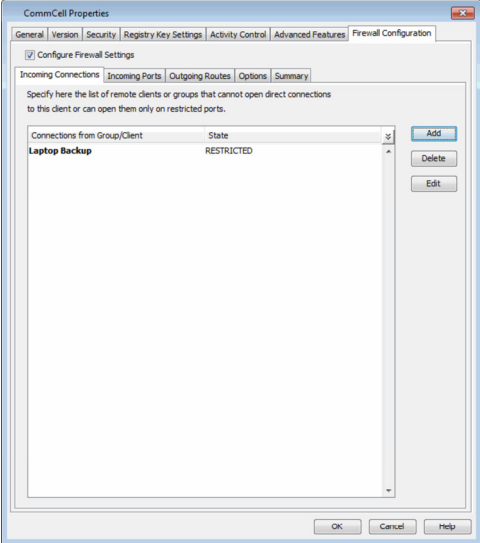 CommCell Properties
General Version Security Registry Key Settings Activity Control Advanced Features Firewall Configuration
Configure Firewall Settings
Incoming Connections Incoming Ports Outgoing Routes Options Summary
Specify here the list of remote clients or groups that cannot open direct connections
to this client or can open them only on restricted ports.
Connections from Group/Client State
Add
Laptop Backup RESTRICTED
Delete
Edit
OK Cancel Help